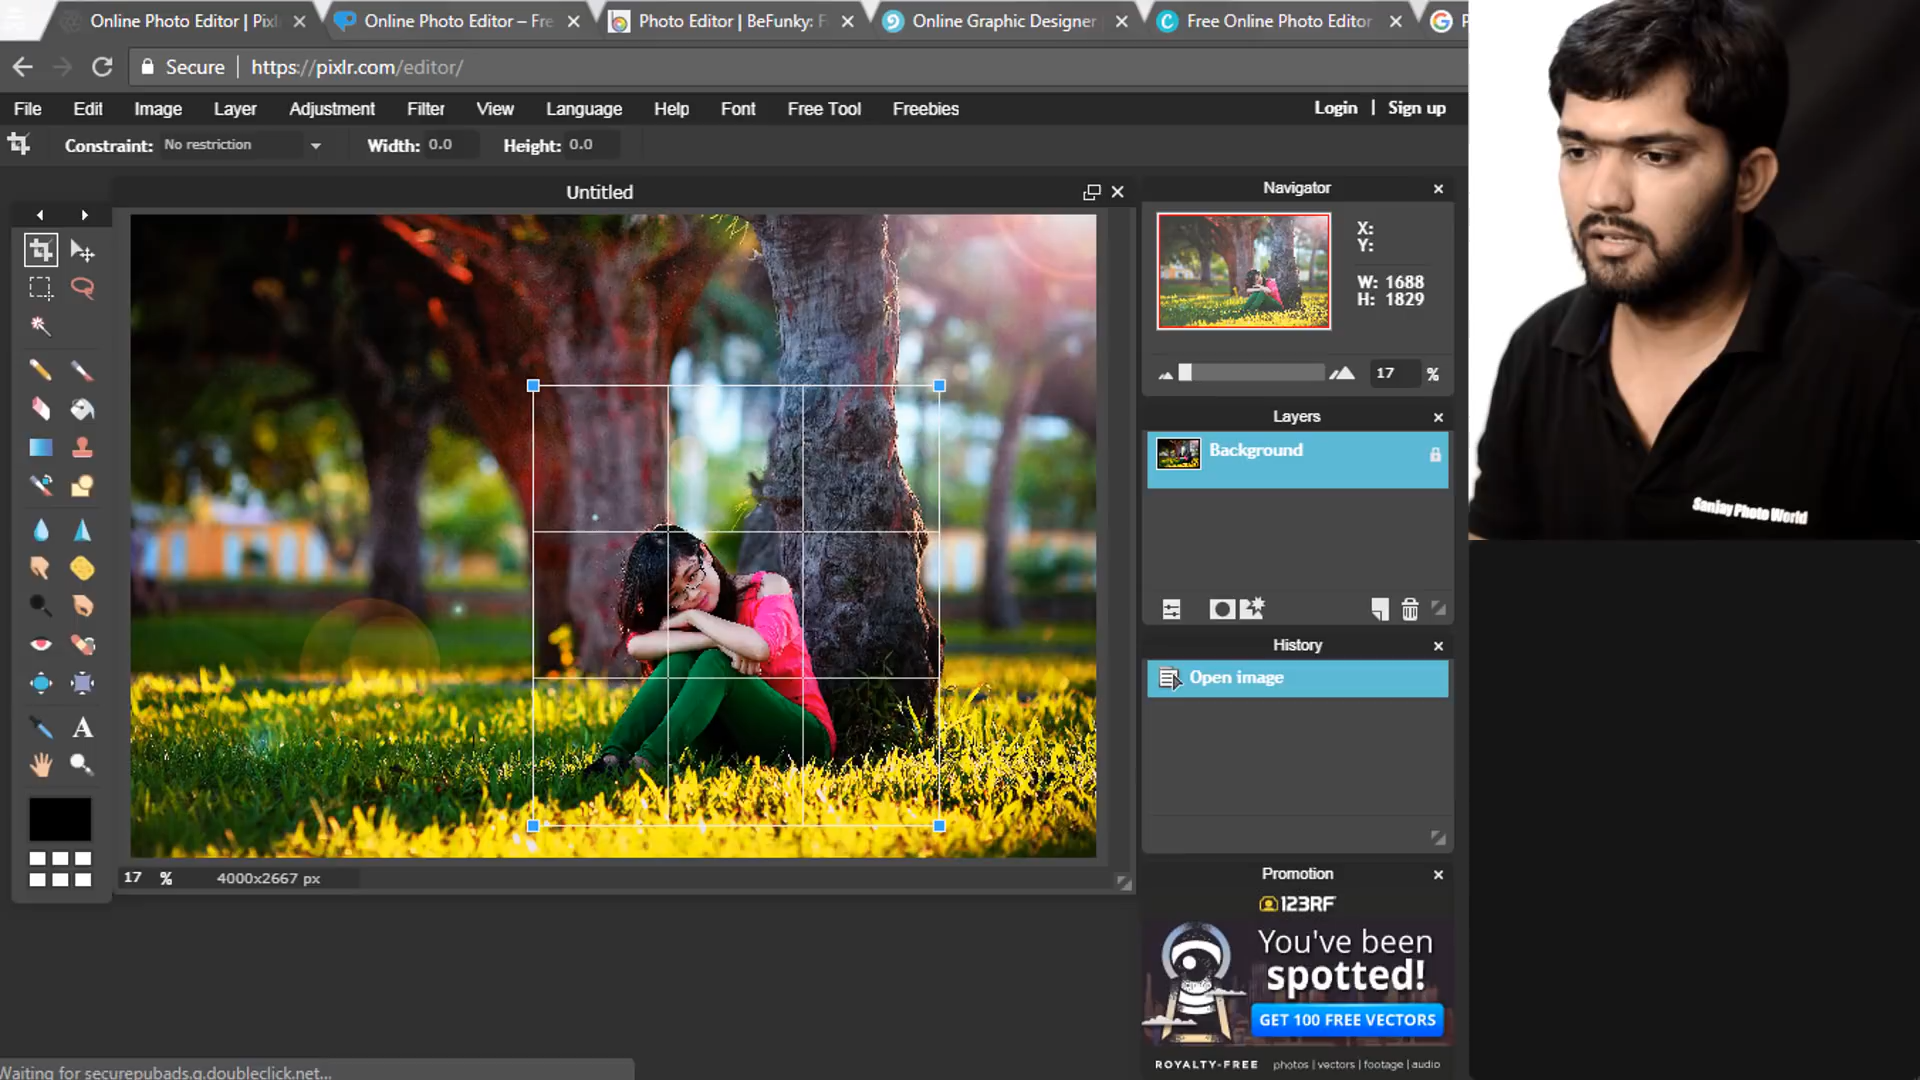 Online Photo Editor | Pixl
Online Photo Editor – Fre
Photo Editor | BeFunky: F
Online Graphic Designer
Free Online Photo Editor
P
Secure
https://pixlr.com/editor/
File Edit Image Layer Adjustment Filter View Language Help Font Free Tool Freebies
Login | Sign up
Constraint: No restriction Width: 0.0 Height: 0.0
Untitled
Navigator
X:
Y:
W: 1688
H: 1829
17 %
Layers
Background
History
Open image
17 % 4000x2667 px
Promotion
123RF
You've been
spotted!
GET 100 FREE VECTORS
ROYALTY-FREE photos | vectors | footage | audio
Waiting for securepubads.g.doubleclick.net...
A
Sanjay Photo World